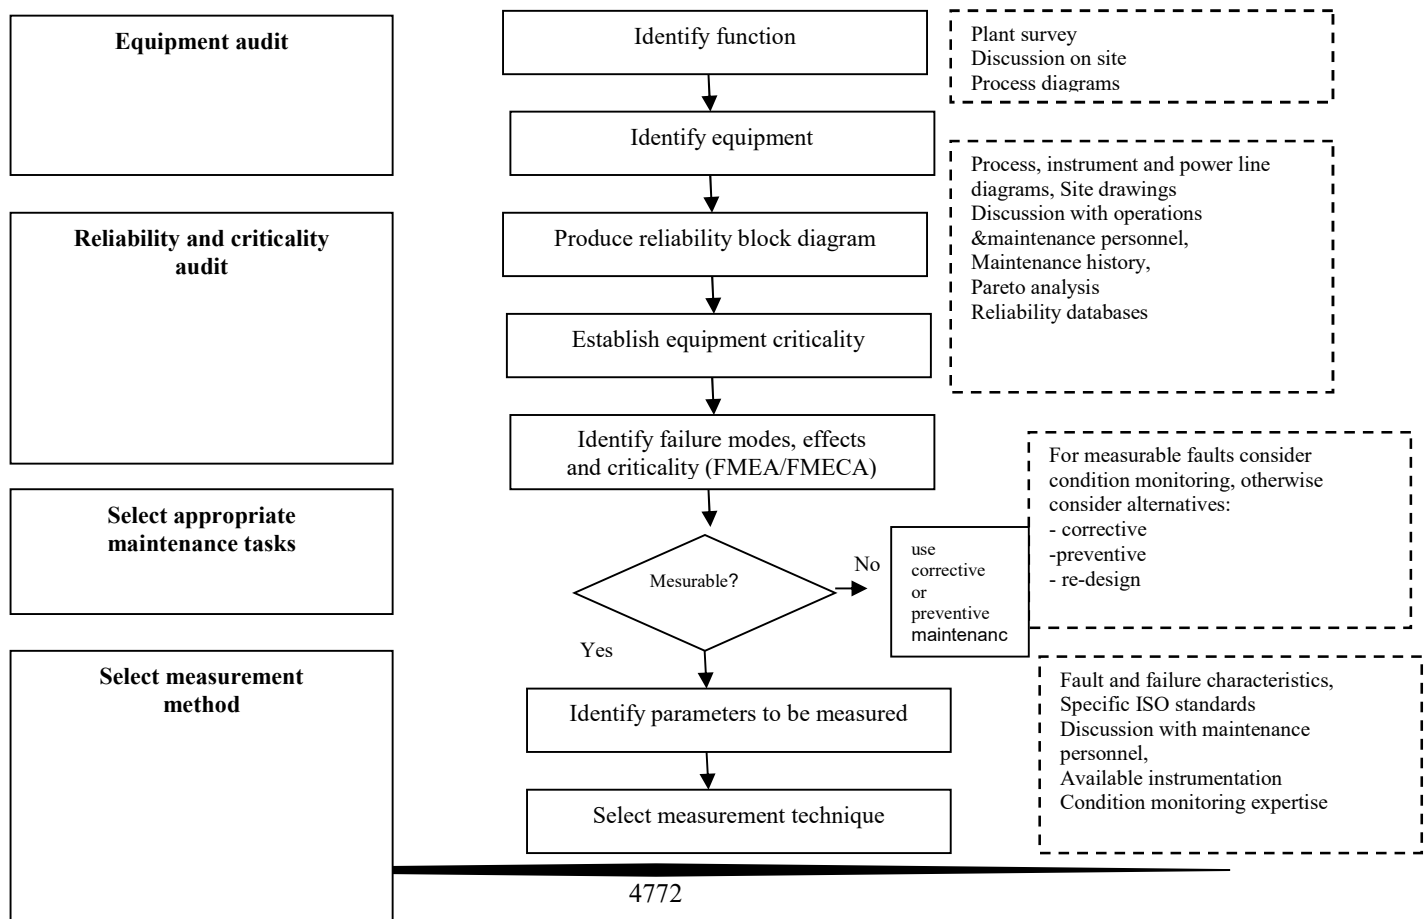 Equipment audit
Identify function
Plant survey
Discussion on site
Process diagrams
Identify equipment
Process, instrument and power line
diagrams, Site drawings
Discussion with operations
&maintenance personnel,
Maintenance history,
Pareto analysis
Reliability databases
Reliability and criticality
audit
Produce reliability block diagram
Establish equipment criticality
Identify failure modes, effects
and criticality (FMEA/FMECA)
For measurable faults consider
condition monitoring, otherwise
consider alternatives:
- corrective
-preventive
- re-design
Select appropriate
maintenance tasks
Mesurable?
No
use
corrective
or
preventive
maintenanc
Yes
Select measurement
method
Identify parameters to be measured
Fault and failure characteristics,
Specific ISO standards
Discussion with maintenance
personnel,
Available instrumentation
Condition monitoring expertise
Select measurement technique
4772